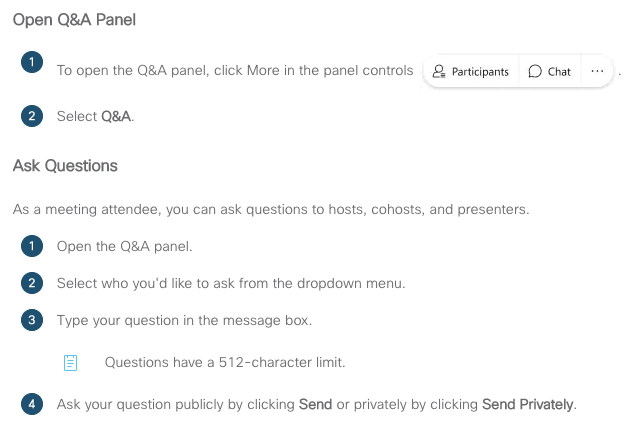 Open Q&A Panel
1 To open the Q&A panel, click More in the panel controls Participants Chat ... .
2 Select Q&A.
Ask Questions
As a meeting attendee, you can ask questions to hosts, cohosts, and presenters.
1 Open the Q&A panel.
2 Select who you'd like to ask from the dropdown menu.
3 Type your question in the message box.
Questions have a 512-character limit.
4 Ask your question publicly by clicking Send or privately by clicking Send Privately.